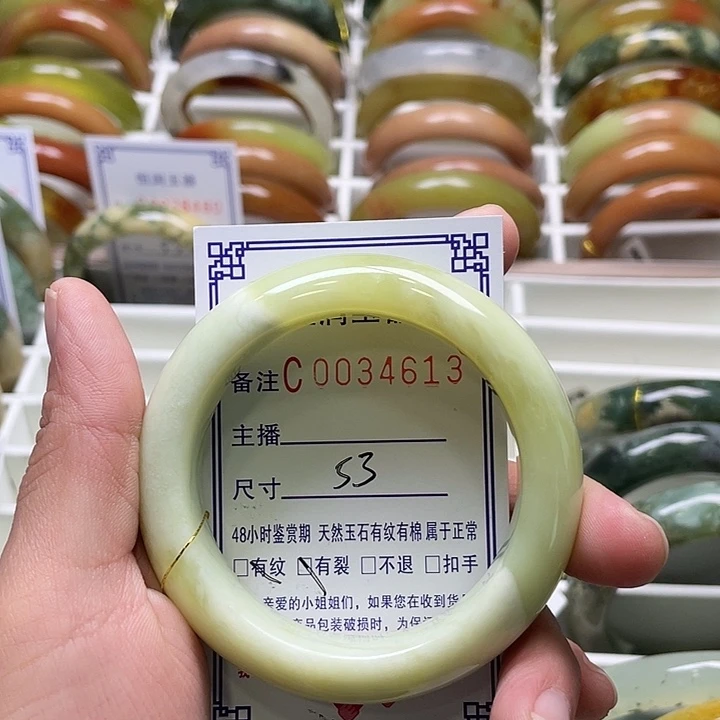 备注C0034613
主播
尺寸 53
48小时鉴赏期 天然玉石有纹有棉 属于正常
□有纹 □有裂 □不退 □扣手
亲爱的小姐姐们，如果您在收到货
产品包装破损时，为保